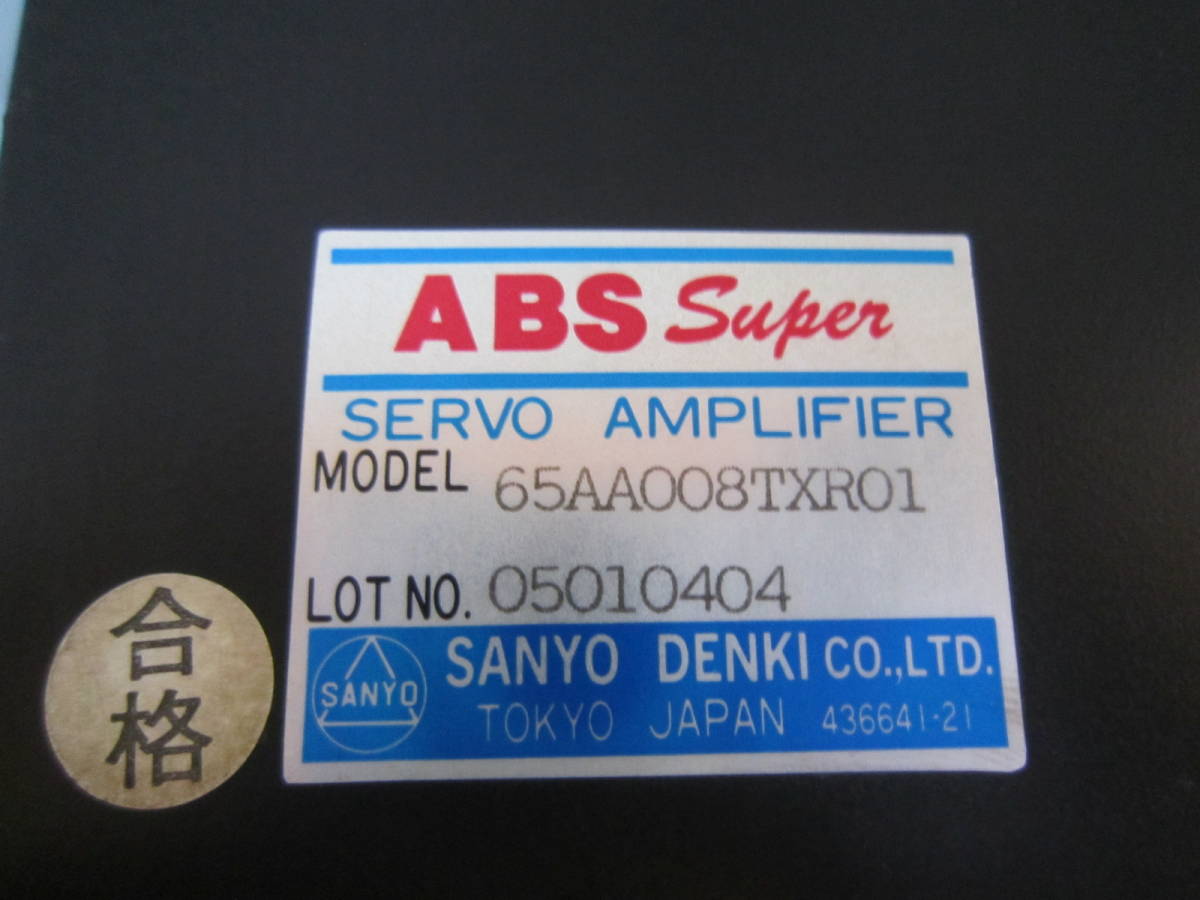 ABS Super
SERVO AMPLIFIER
MODEL 65AA008TXR01
LOT NO. 05010404
SANYO
SANYO DENKI CO.,LTD.
TOKYO JAPAN 436641-21
合格